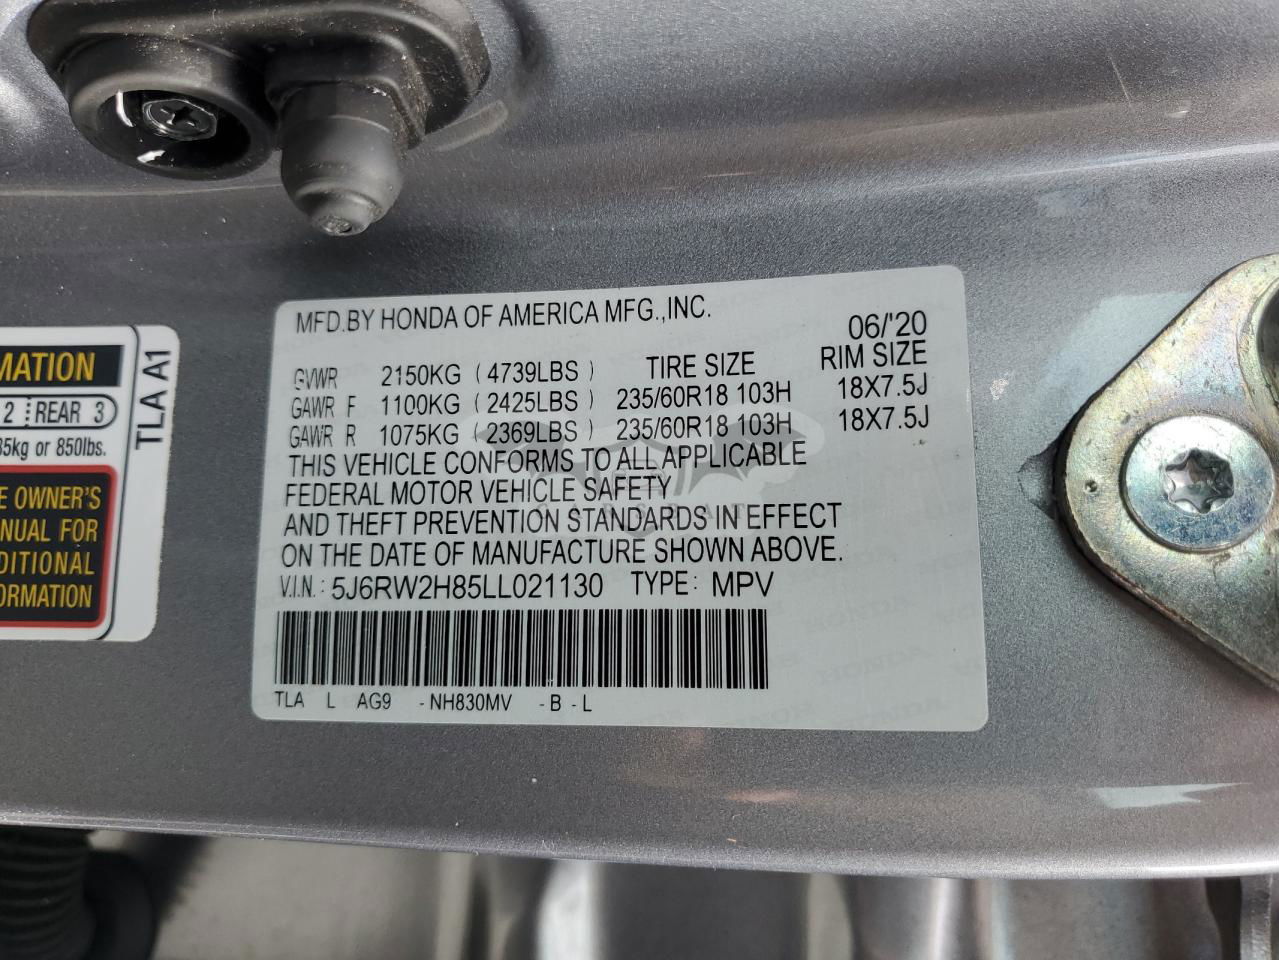 MFD.BY HONDA OF AMERICA MFG.,INC.
06/'20
GVWR 2150KG ( 4739LBS ) TIRE SIZE RIM SIZE
GAWR F 1100KG ( 2425LBS ) 235/60R18 103H 18X7.5J
GAWR R 1075KG ( 2369LBS ) 235/60R18 103H 18X7.5J
THIS VEHICLE CONFORMS TO ALL APPLICABLE
FEDERAL MOTOR VEHICLE SAFETY
AND THEFT PREVENTION STANDARDS IN EFFECT
ON THE DATE OF MANUFACTURE SHOWN ABOVE.
V.I.N.: 5J6RW2H85LL021130 TYPE: MPV
TLA L AG9 -NH830MV -B -L
MATION
2 REAR 3
85kg or 850lbs.
E OWNER'S
ANUAL FOR
DDITIONAL
FORMATION
TLA A1